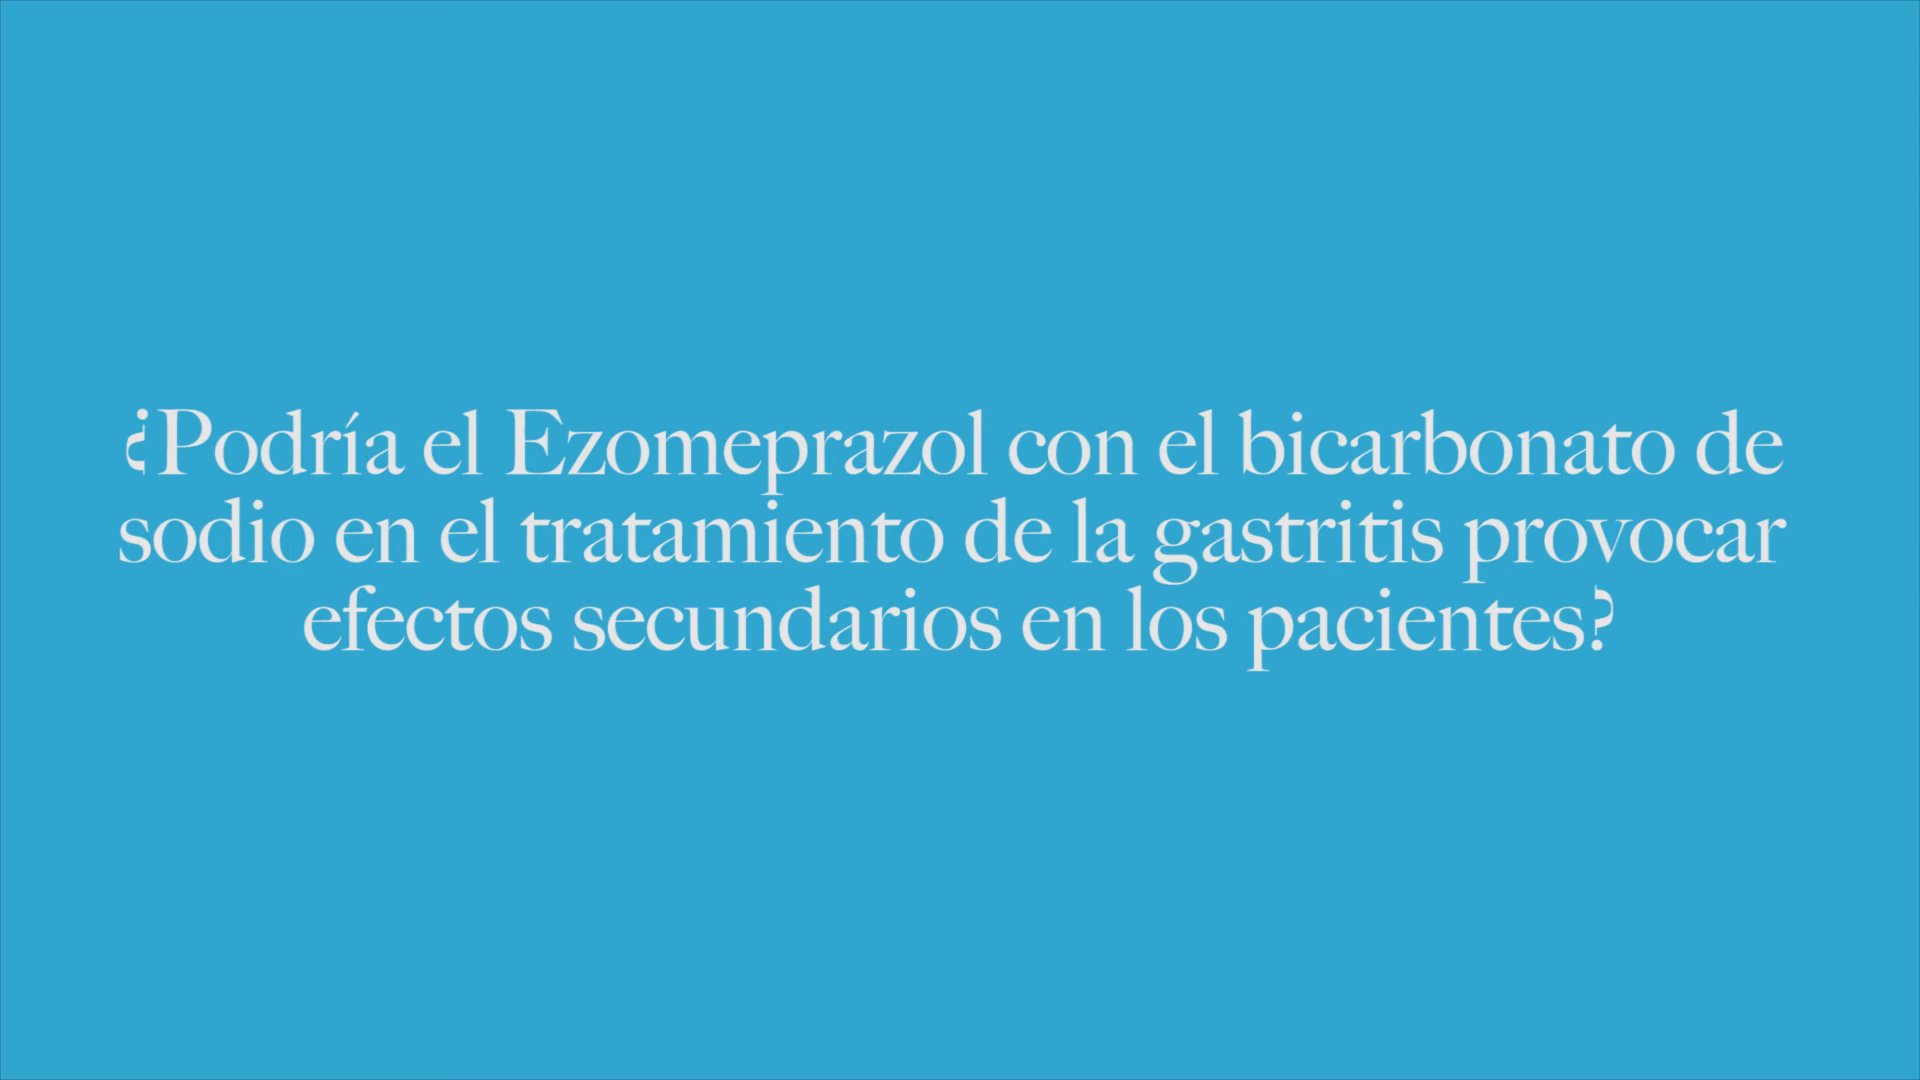 ¿Podría el Ezomeprazol con el bicarbonato de
sodio en el tratamiento de la gastritis provocar
efectos secundarios en los pacientes?